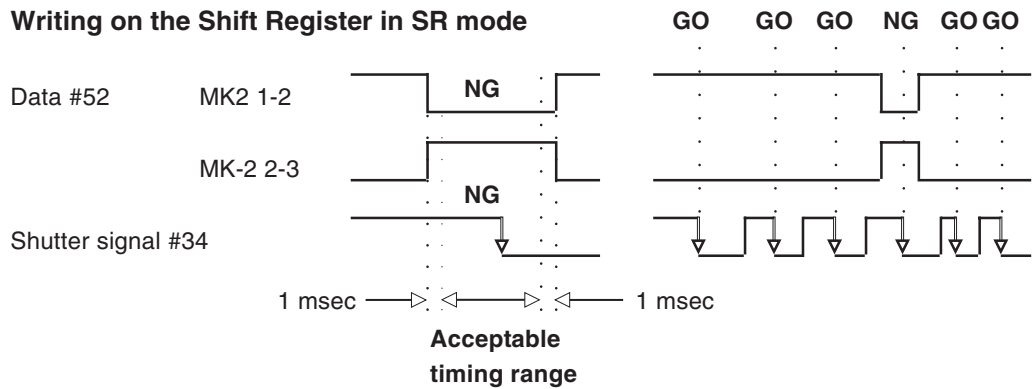 Writing on the Shift Register in SR mode
GO GO GO NG GO GO
Data #52 MK2 1-2 NG
MK-2 2-3
NG
Shutter signal #34
1 msec 1 msec
Acceptable
timing range